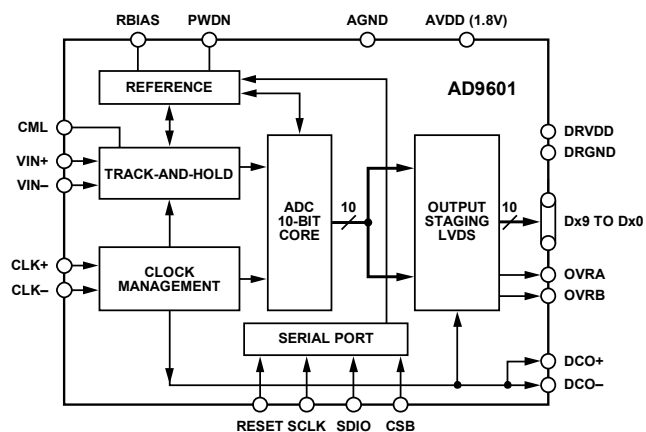 RBIAS PWDN AGND AVDD (1.8V)
REFERENCE
AD9601
CML
DRVDD
VIN+
DRGND
TRACK-AND-HOLD
VIN–
ADC
10-BIT
CORE
10
OUTPUT
STAGING
LVDS
10
Dx9 TO Dx0
CLK+
CLOCK
MANAGEMENT
CLK–
OVRA
OVRB
SERIAL PORT
DCO+
DCO–
RESET SCLK SDIO CSB